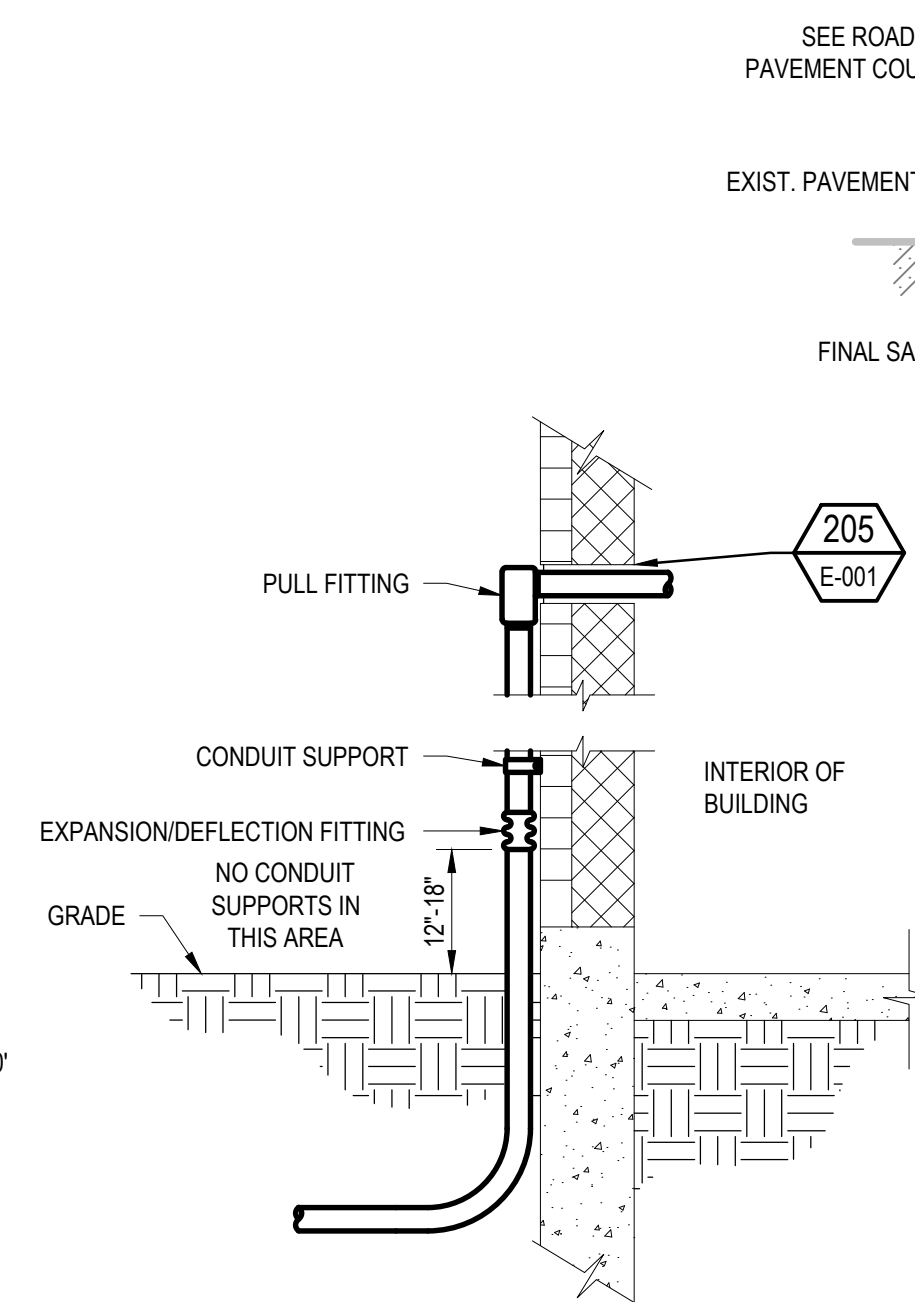 SEE ROAD
PAVEMENT COU
EXIST. PAVEMENT
FINAL SA
205
E-001
PULL FITTING
CONDUIT SUPPORT
INTERIOR OF
BUILDING
EXPANSION/DEFLECTION FITTING
NO CONDUIT
SUPPORTS IN
THIS AREA
12"-18"
GRADE
0'